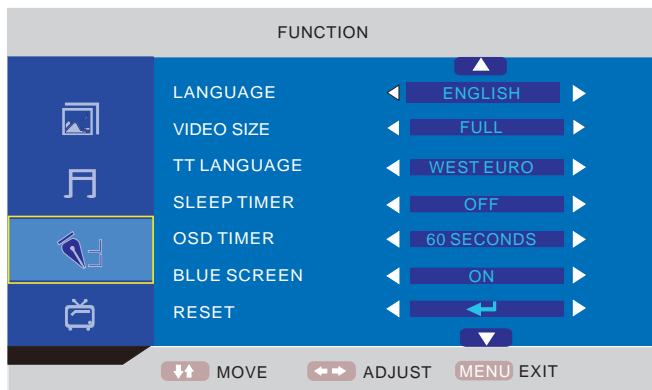 FUNCTION
LANGUAGE ENGLISH
VIDEO SIZE FULL
TT LANGUAGE WEST EURO
SLEEP TIMER OFF
OSD TIMER 60 SECONDS
BLUE SCREEN ON
RESET
MOVE ADJUST MENU EXIT